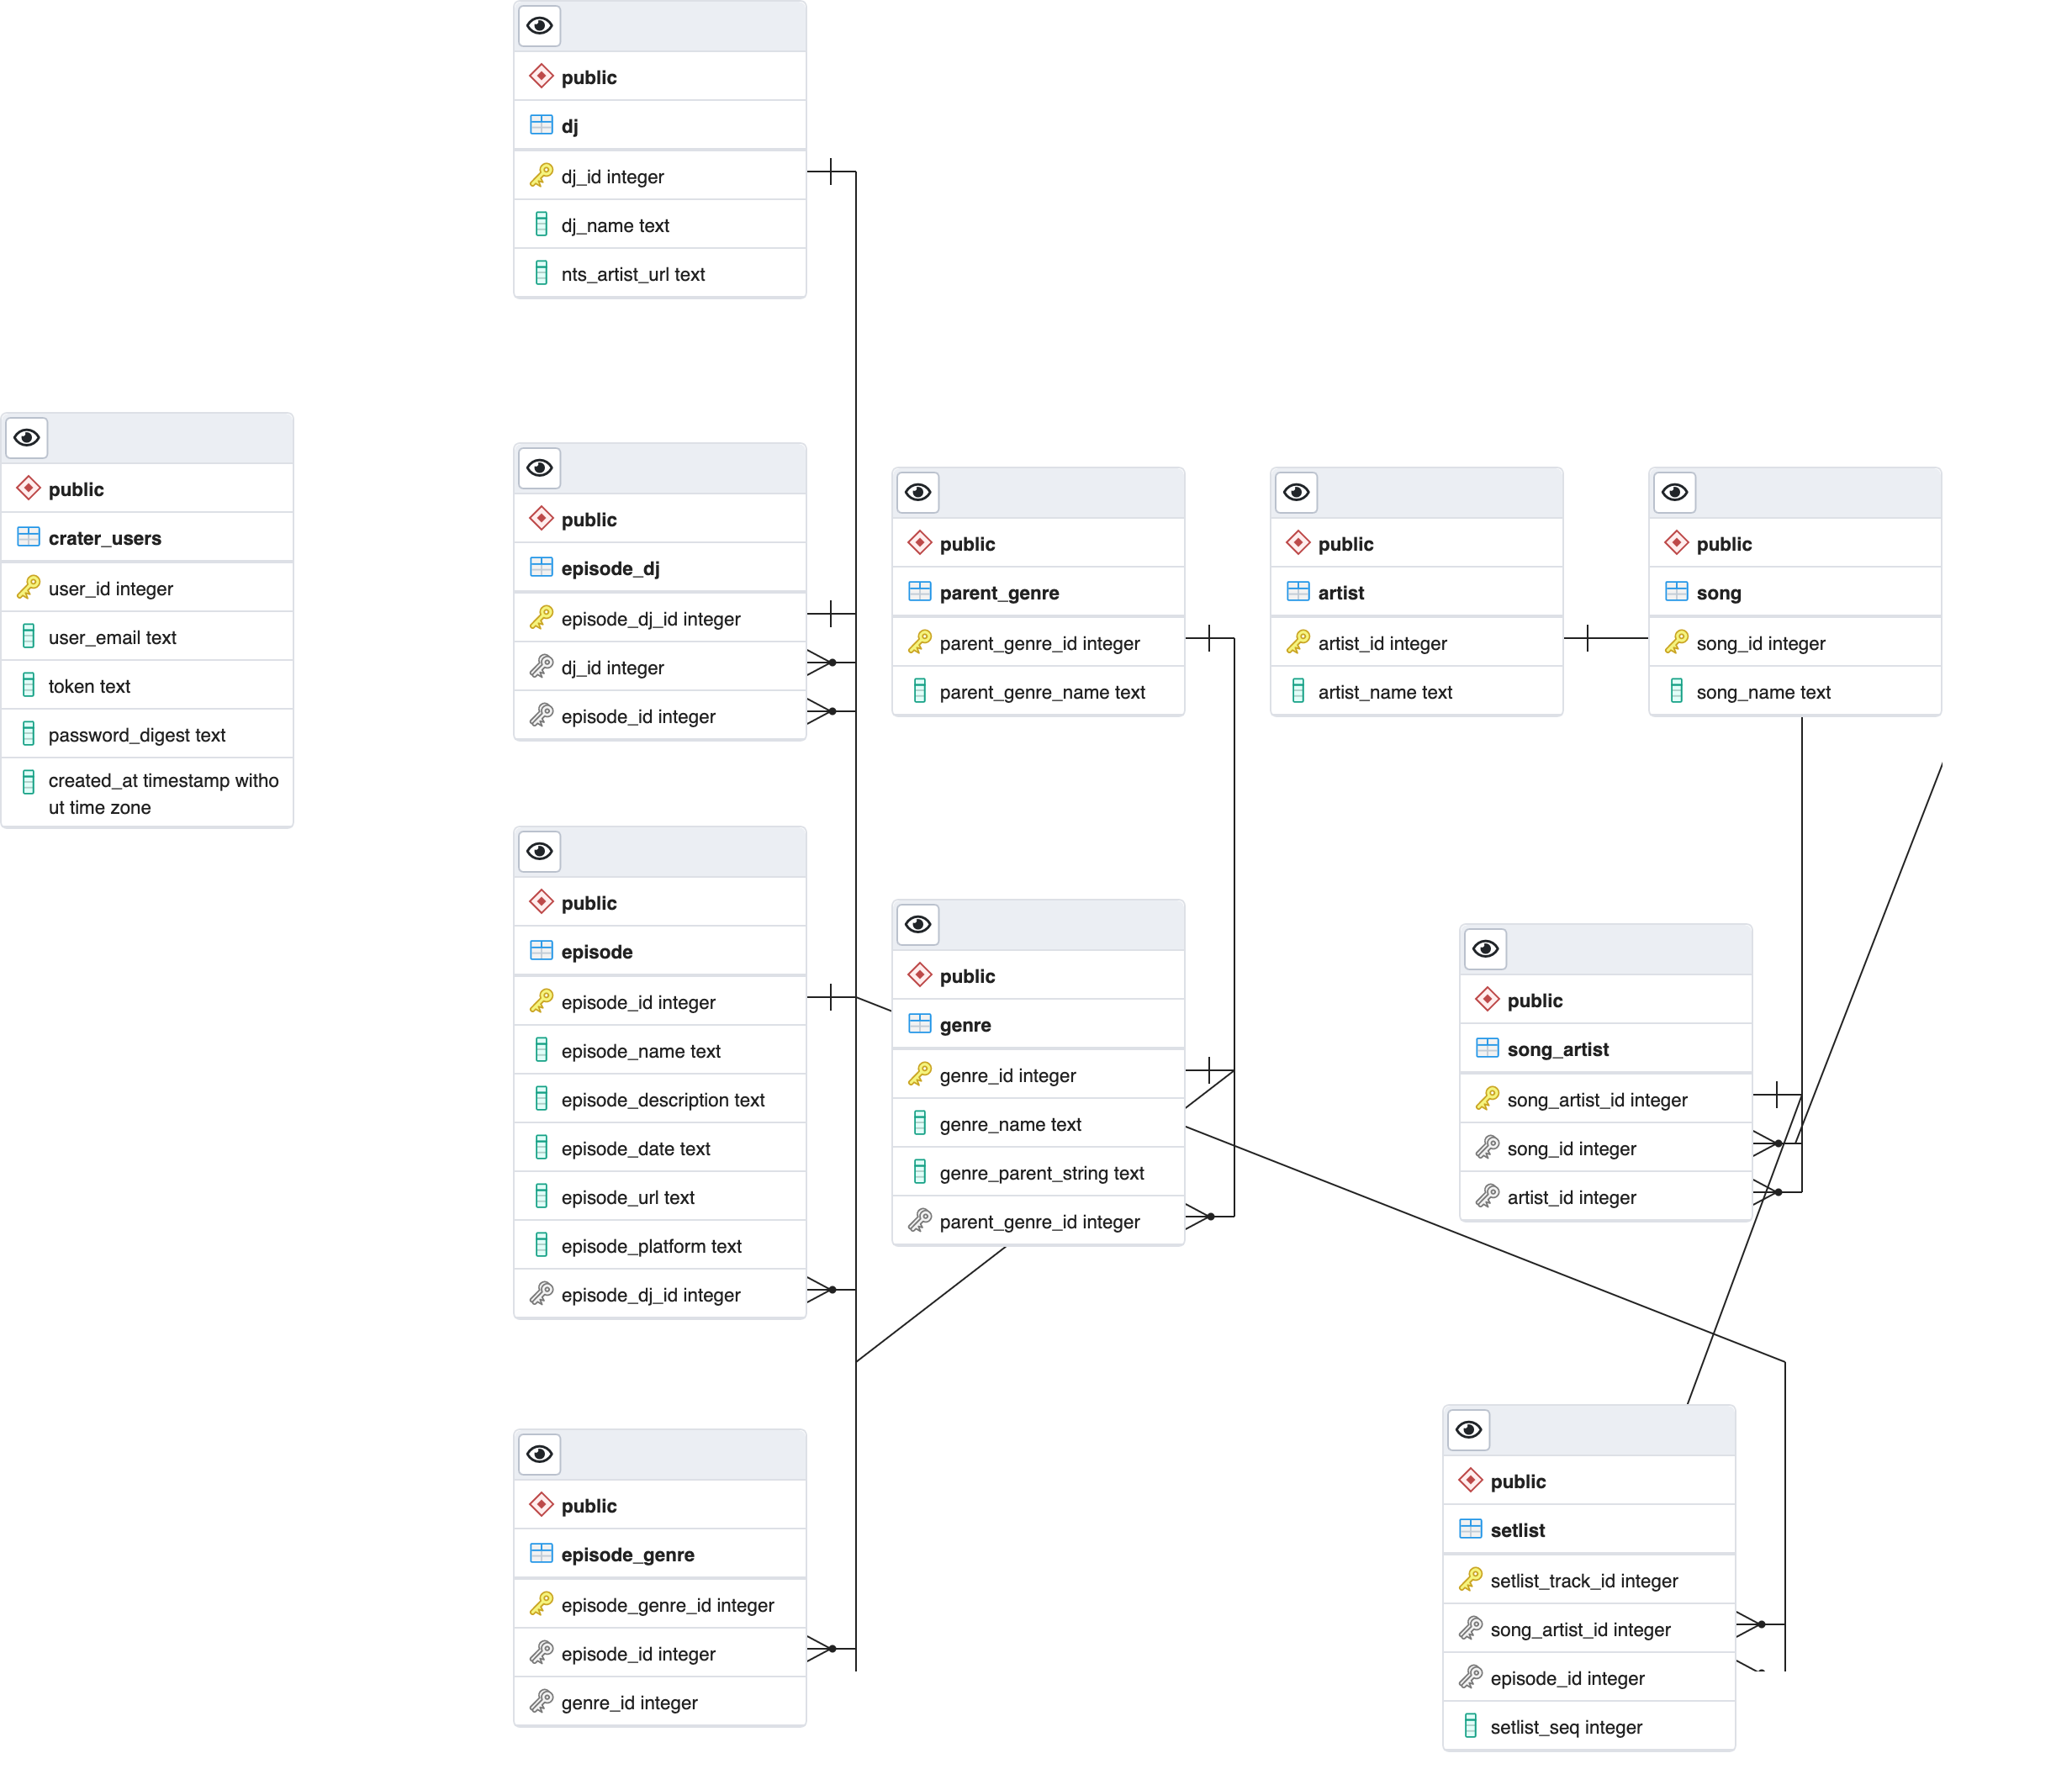 public
dj
dj_id integer
dj_name text
nts_artist_url text
public
crater_users
user_id integer
user_email text
token text
password_digest text
created_at timestamp witho
ut time zone
public
episode_dj
episode_dj_id integer
dj_id integer
episode_id integer
public
parent_genre
parent_genre_id integer
parent_genre_name text
public
artist
artist_id integer
artist_name text
public
song
song_id integer
song_name text
public
episode
episode_id integer
episode_name text
episode_description text
episode_date text
episode_url text
episode_platform text
episode_dj_id integer
public
genre
genre_id integer
genre_name text
genre_parent_string text
parent_genre_id integer
public
song_artist
song_artist_id integer
song_id integer
artist_id integer
public
episode_genre
episode_genre_id integer
episode_id integer
genre_id integer
public
setlist
setlist_track_id integer
song_artist_id integer
episode_id integer
setlist_seq integer